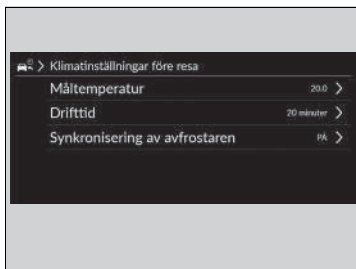 Klimatinställningar före resa
Måltemperatur 20.0
Drifttid 20 minuter
Synkronisering av avfrostaren PÅ